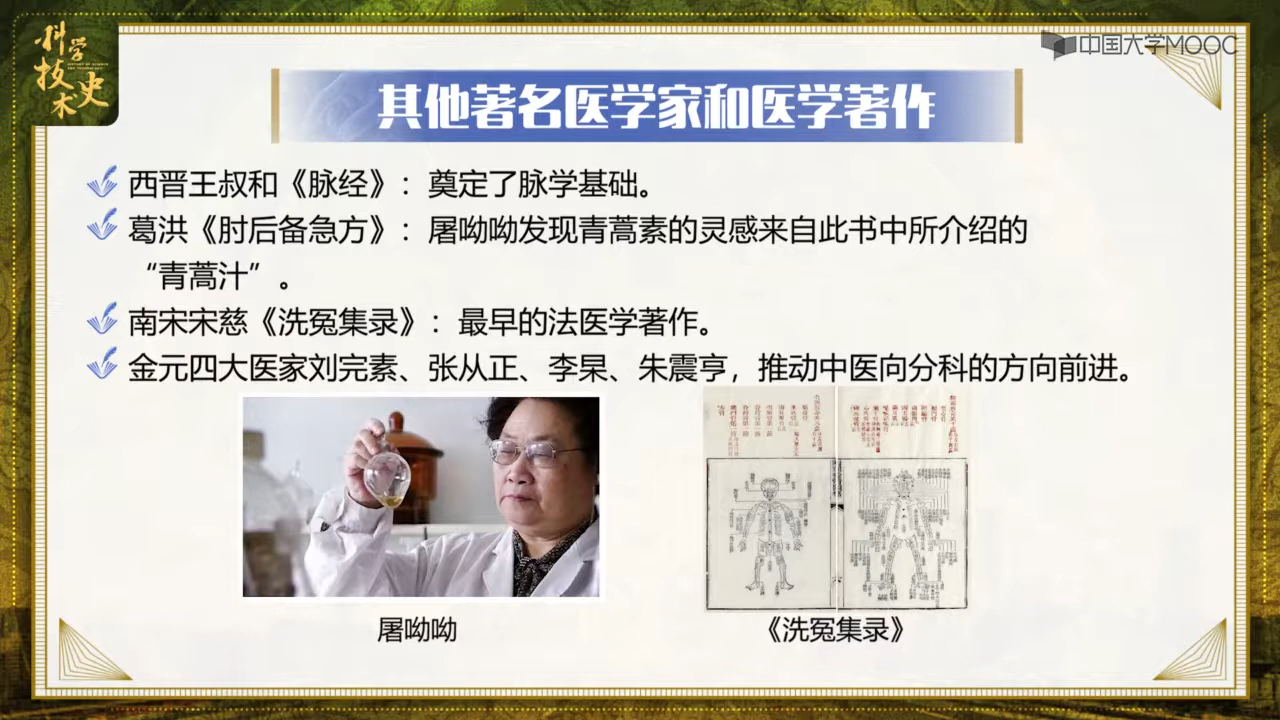 科学技术史
HISTORY OF SCIENCE AND TECHNOLOGY
中国大学MOOC
其他著名医学家和医学著作
西晋王叔和《脉经》：奠定了脉学基础。
葛洪《肘后备急方》：屠呦呦发现青蒿素的灵感来自此书中所介绍的
“青蒿汁”。
南宋宋慈《洗冤集录》：最早的法医学著作。
金元四大医家刘完素、张从正、李杲、朱震亨，推动中医向分科的方向前进。
屠呦呦
《洗冤集录》